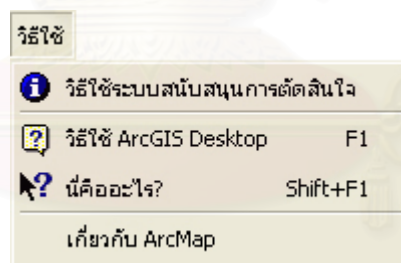 วิธีใช้
วิธีใช้ระบบสนับสนุนการตัดสินใจ
วิธีใช้ ArcGIS Desktop F1
นี่คืออะไร? Shift+F1
เกี่ยวกับ ArcMap